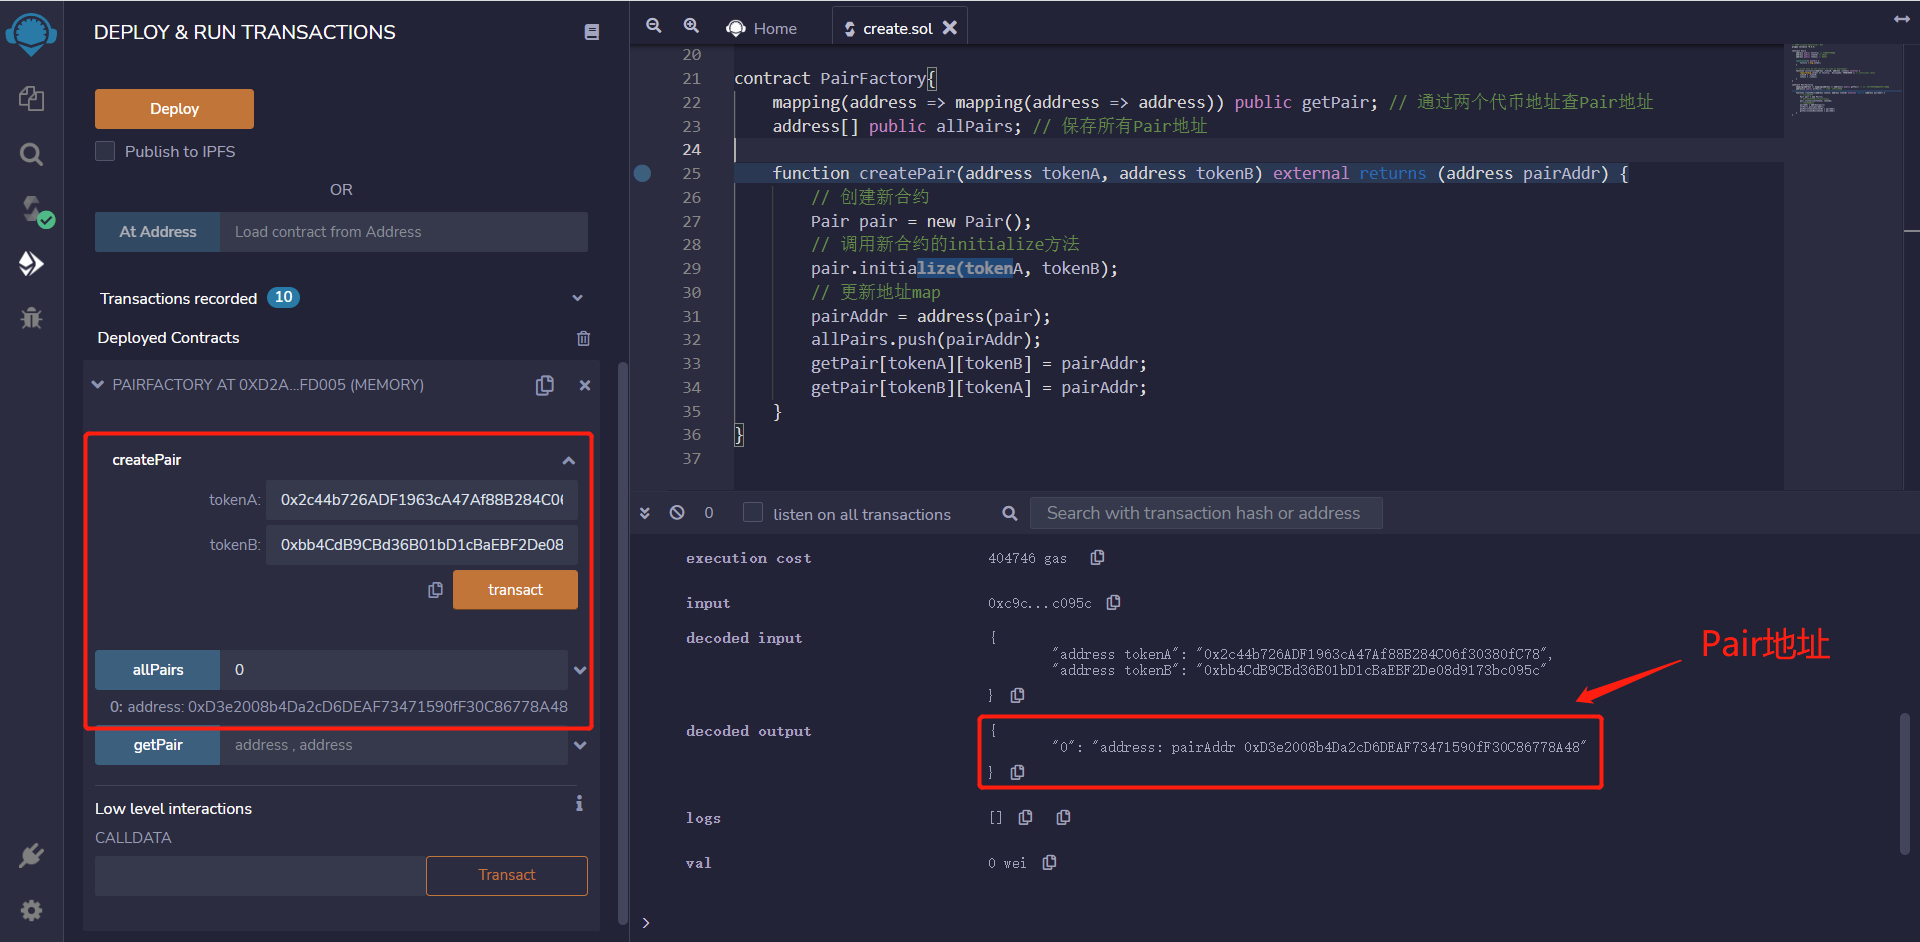 DEPLOY & RUN TRANSACTIONS
Deploy
Publish to IPFS
OR
At Address
Load contract from Address
Transactions recorded 10
Deployed Contracts
PAIRFACTORY AT 0XD2A...FD005 (MEMORY)
createPair
tokenA: 0x2c44b726ADF1963cA47Af88B284C06
tokenB: 0xbb4CdB9CBd36B01bD1cBaEBF2De08
transact
allPairs 0
0: address: 0xD3e2008b4Da2cD6DEAF73471590fF30C86778A48
getPair address , address
Low level interactions
CALLDATA
Transact
Home
create.sol
20
21 contract PairFactory{
22 mapping(address => mapping(address => address)) public getPair; // 通过两个代币地址查Pair地址
23 address[] public allPairs; // 保存所有Pair地址
24
25 function createPair(address tokenA, address tokenB) external returns (address pairAddr) {
26 // 创建新合约
27 Pair pair = new Pair();
28 // 调用新合约的initialize方法
29 pair.initialize(tokenA, tokenB);
30 // 更新地址map
31 pairAddr = address(pair);
32 allPairs.push(pairAddr);
33 getPair[tokenA][tokenB] = pairAddr;
34 getPair[tokenB][tokenA] = pairAddr;
35 }
36 }
37
0 listen on all transactions
Search with transaction hash or address
execution cost 404746 gas
input 0xc9c...c095c
decoded input {
"address tokenA": "0x2c44b726ADF1963cA47Af88B284C06f30380fC78",
"address tokenB": "0xbb4CdB9CBd36B01bD1cBaEBF2De08d9173bc095c"
}
Pair地址
decoded output {
"0": "address: pairAddr 0xD3e2008b4Da2cD6DEAF73471590fF30C86778A48"
}
logs []
val 0 wei
>